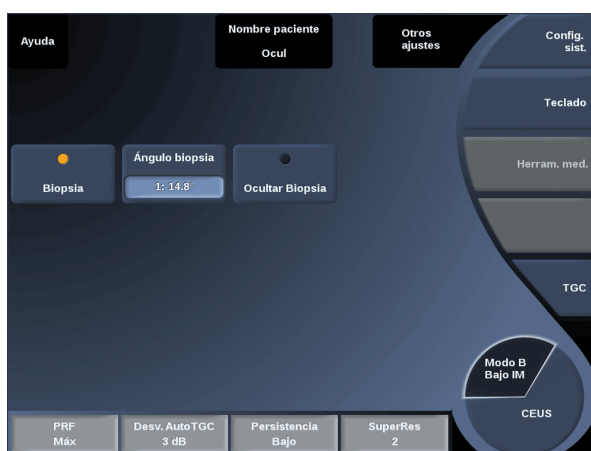 Ayuda
Nombre paciente
Ocul
Otros
ajustes
Config.
sist.
Teclado
Herram. med.
TGC
Biopsia
Ángulo biopsia
1: 14.8°
Ocultar Biopsia
Modo B
Bajo IM
CEUS
PRF
Máx
Desv. AutoTGC
3 dB
Persistencia
Bajo
SuperRes
2